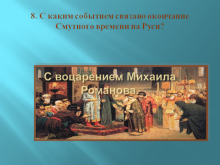 8. С каким событием связано окончание
Смутного времени на Руси?
С воцарением Михаила
Романова.